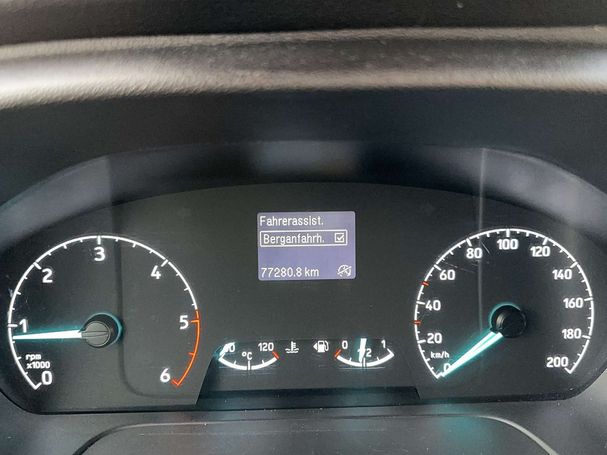 Fahrerassist.
Berganfahrh.
77280.8 km
0 1 2 3 4 5 6
rpm
x1000
120
°C
0 1/2 1
0 20 40 60 80 100 120 140 160 180 200
km/h